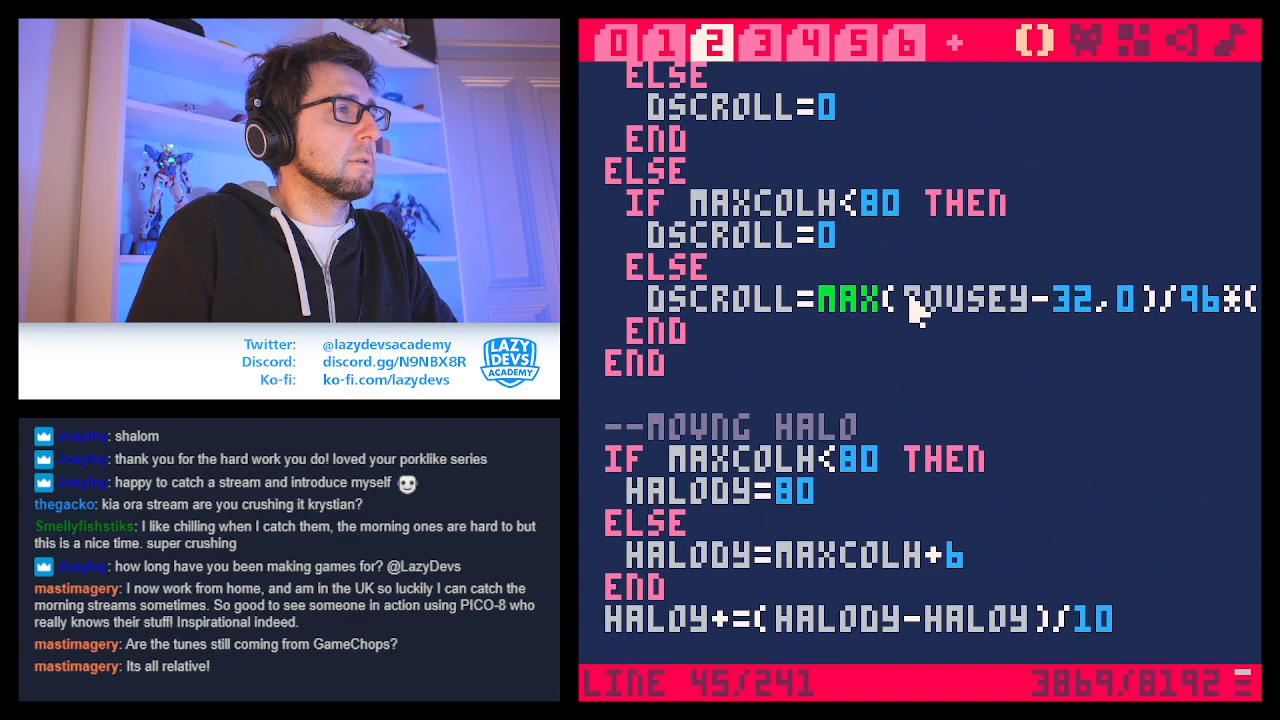 Twitter: @lazydevsacademy
Discord: discord.gg/N9NBX8R
Ko-fi: ko-fi.com/lazydevs
LAZY
DEVS
ACADEMY
: shalom
: thank you for the hard work you do! loved your porklike series
: happy to catch a stream and introduce myself
thegacko: kia ora stream are you crushing it krystian?
Smellyfishstiks: I like chilling when I catch them, the morning ones are hard to but
this is a nice time. super crushing
: how long have you been making games for? @LazyDevs
mastimagery: I now work from home, and am in the UK so luckily I can catch the
morning streams sometimes. So good to see someone in action using PICO-8 who
really knows their stuff! Inspirational indeed.
mastimagery: Are the tunes still coming from GameChops?
mastimagery: Its all relative!
0 1 2 3 4 5 6 + ()
ELSE
DSCROLL=0
END
ELSE
IF MAXCOLH<80 THEN
DSCROLL=0
ELSE
DSCROLL=MAX(MOUSEY-32,0)/96*(
END
END
--MOVNG HALO
IF MAXCOLH<80 THEN
HALODY=80
ELSE
HALODY=MAXCOLH+6
END
HALOY+=(HALODY-HALOY)/10
LINE 45/241 3869/8192